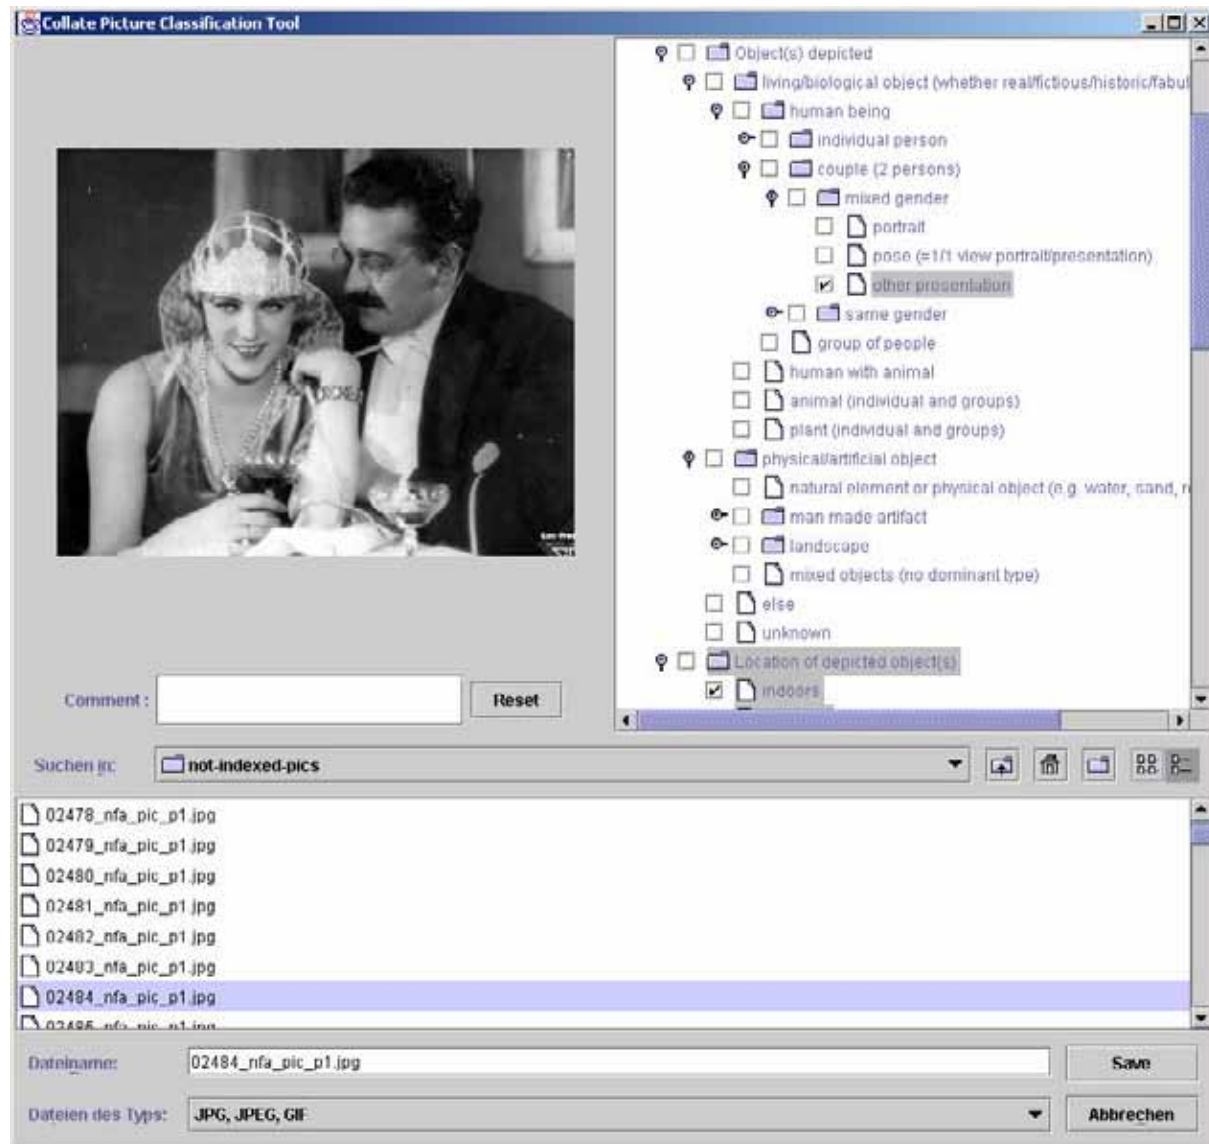 Collate Picture Classification Tool
Object(s) depicted
living/biological object (whether real/fictious/historic/fabul
human being
individual person
couple (2 persons)
mixed gender
portrait
pose (=1/1 view portrait/presentation)
other presentation
same gender
group of people
human with animal
animal (individual and groups)
plant (individual and groups)
physical/artificial object
natural element or physical object (e.g. water, sand, r
man made artifact
landscape
mixed objects (no dominant type)
else
unknown
Location of depicted object(s)
indoors
Comment :
Reset
Suchen in:
not-indexed-pics
02478_nfa_pic_p1.jpg
02479_nfa_pic_p1.jpg
02480_nfa_pic_p1.jpg
02481_nfa_pic_p1.jpg
02482_nfa_pic_p1.jpg
02483_nfa_pic_p1.jpg
02484_nfa_pic_p1.jpg
02485_nfa_pic_p1.jpg
Dateiname:
02484_nfa_pic_p1.jpg
Save
Dateien des Typs:
JPG, JPEG, GIF
Abbrechen